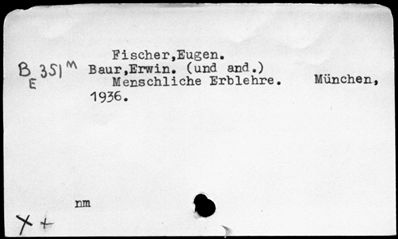 Fischer,Eugen.
B E 351 m Baur,Erwin. (und and.)
Menschliche Erblehre. München,
1936.
nm
X +